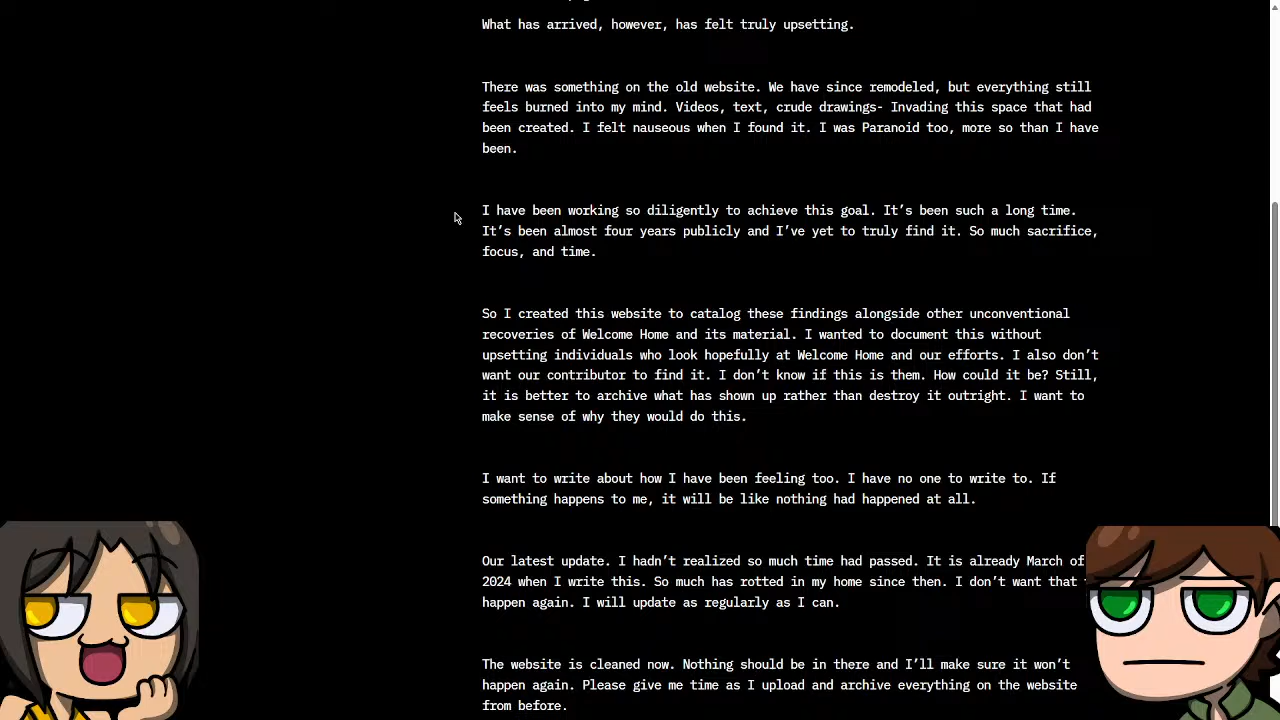 What has arrived, however, has felt truly upsetting.
There was something on the old website. We have since remodeled, but everything still
feels burned into my mind. Videos, text, crude drawings- Invading this space that had
been created. I felt nauseous when I found it. I was Paranoid too, more so than I have
been.
I have been working so diligently to achieve this goal. It’s been such a long time.
It’s been almost four years publicly and I’ve yet to truly find it. So much sacrifice,
focus, and time.
So I created this website to catalog these findings alongside other unconventional
recoveries of Welcome Home and its material. I wanted to document this without
upsetting individuals who look hopefully at Welcome Home and our efforts. I also don’t
want our contributor to find it. I don’t know if this is them. How could it be? Still,
it is better to archive what has shown up rather than destroy it outright. I want to
make sense of why they would do this.
I want to write about how I have been feeling too. I have no one to write to. If
something happens to me, it will be like nothing had happened at all.
Our latest update. I hadn’t realized so much time had passed. It is already March of
2024 when I write this. So much has rotted in my home since then. I don’t want that
happen again. I will update as regularly as I can.
The website is cleaned now. Nothing should be in there and I’ll make sure it won’t
happen again. Please give me time as I upload and archive everything on the website
from before.